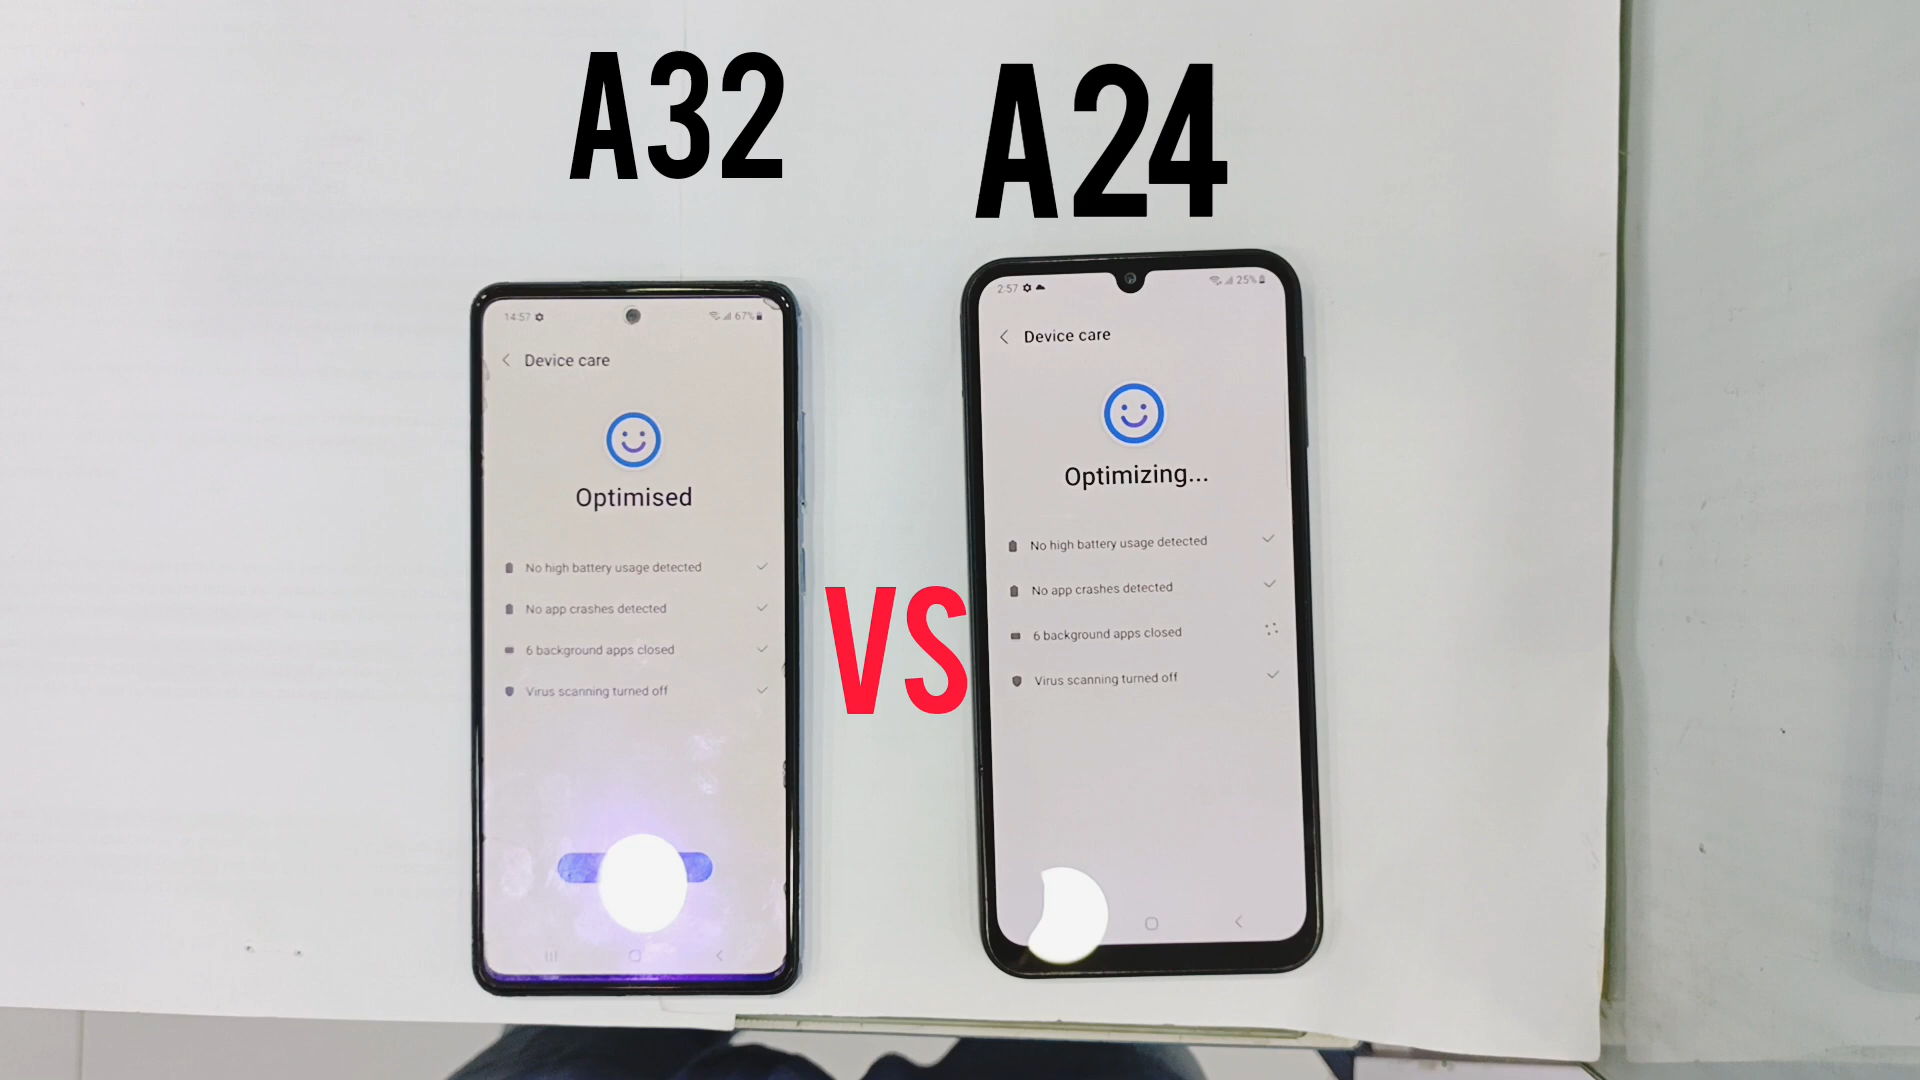 A32
A24
VS
14:57
67%
Device care
Optimised
No high battery usage detected
No app crashes detected
6 background apps closed
Virus scanning turned off
2:57
25%
Device care
Optimizing...
No high battery usage detected
No app crashes detected
6 background apps closed
Virus scanning turned off